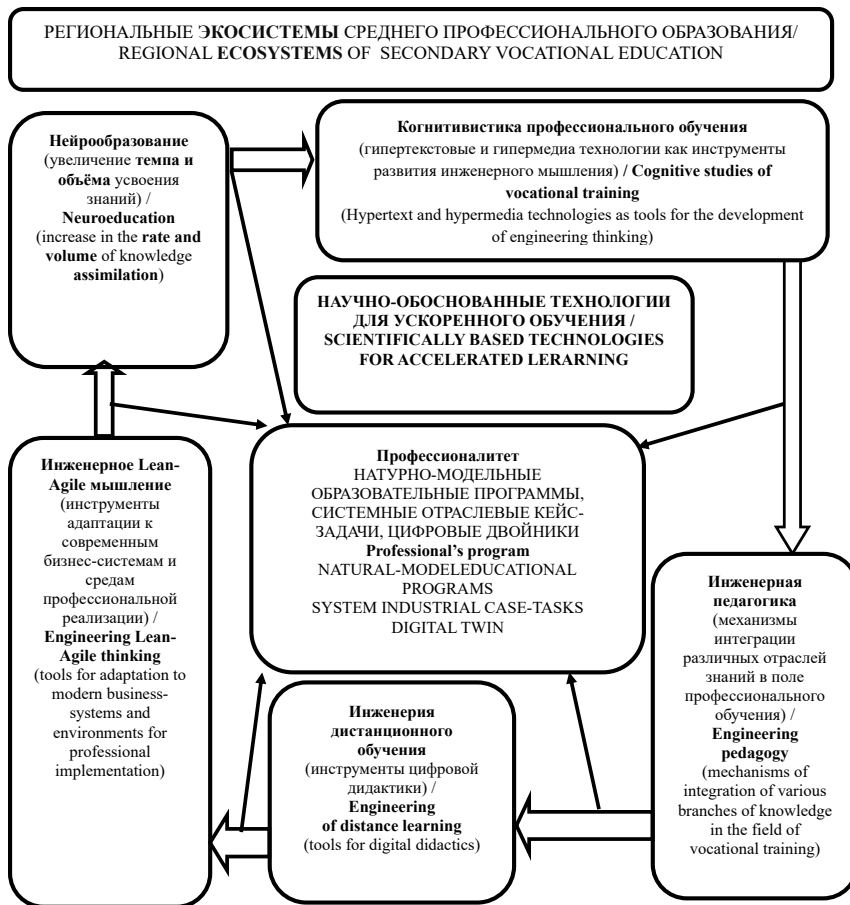 РЕГИОНАЛЬНЫЕ ЭКОСИСТЕМЫ СРЕДНЕГО ПРОФЕССИОНАЛЬНОГО ОБРАЗОВАНИЯ/
REGIONAL ECOSYSTEMS OF SECONDARY VOCATIONAL EDUCATION
Нейрообразование
(увеличение темпа и
объёма усвоения
знаний) /
Neuroeducation
(increase in the rate and
volume of knowledge
assimilation)
Когнитивистика профессионального обучения
(гипертекстовые и гипермедиа технологии как инструменты
развития инженерного мышления) / Cognitive studies of
vocational training
(Hypertext and hypermedia technologies as tools for the development
of engineering thinking)
НАУЧНО-ОБОСНОВАННЫЕ ТЕХНОЛОГИИ
ДЛЯ УСКОРЕННОГО ОБУЧЕНИЯ /
SCIENTIFICALLY BASED TECHNOLOGIES
FOR ACCELERATED LERARNING
Инженерное Lean-
Agile мышление
(инструменты
адаптации к
современным
бизнес-системам и
средам
профессиональной
реализации) /
Engineering Lean-
Agile thinking
(tools for adaptation to
modern business-
systems and
environments for
professional
implementation)
Профессионалитет
НАТУРНО-МОДЕЛЬНЫЕ
ОБРАЗОВАТЕЛЬНЫЕ ПРОГРАММЫ,
СИСТЕМНЫЕ ОТРАСЛЕВЫЕ КЕЙС-
ЗАДАЧИ, ЦИФРОВЫЕ ДВОЙНИКИ
Professional’s program
NATURAL-MODELEDUCATIONAL
PROGRAMS
SYSTEM INDUSTRIAL CASE-TASKS
DIGITAL TWIN
Инженерная
педагогика
(механизмы
интеграции
различных отраслей
знаний в поле
профессионального
обучения) /
Engineering
pedagogy
(mechanisms of
integration of various
branches of knowledge
in the field of
vocational training)
Инженерия
дистанционного
обучения
(инструменты цифровой
дидактики) /
Engineering
of distance learning
(tools for digital didactics)